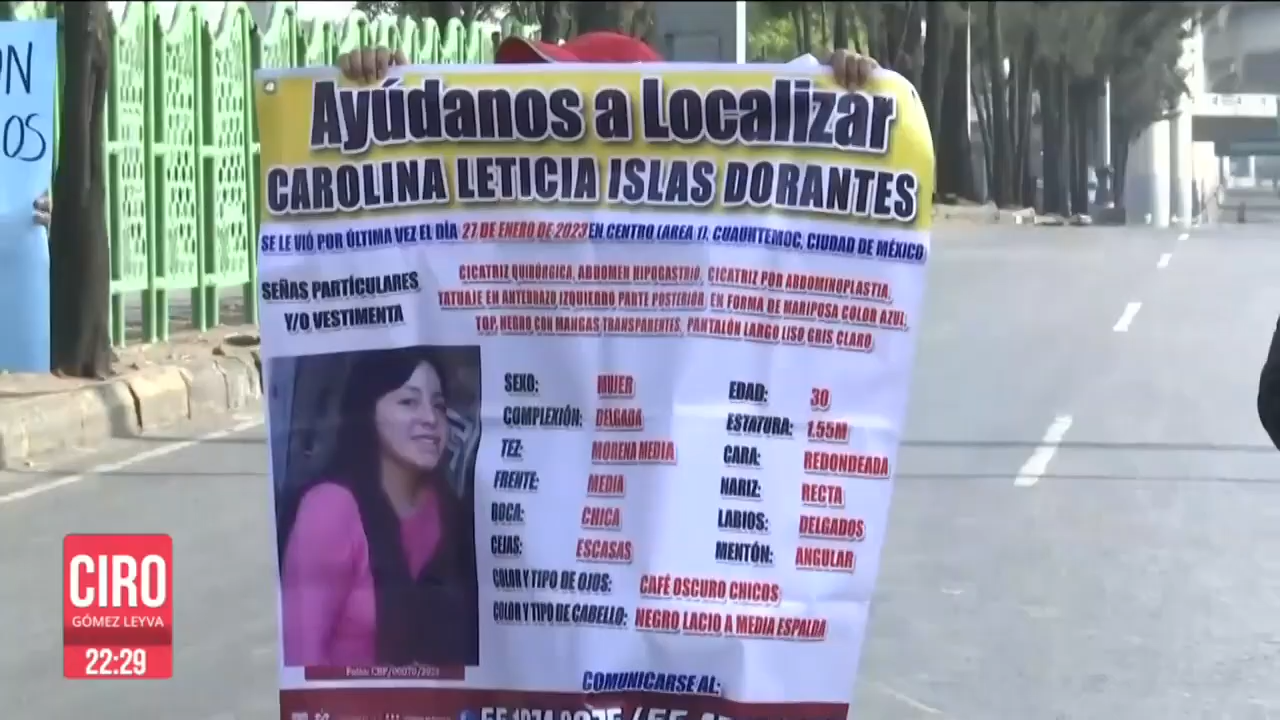 ÓN
OS
Ayúdanos a Localizar
CAROLINA LETICIA ISLAS DORANTES
SE LE VIÓ POR ÚLTIMA VEZ EL DÍA 27 DE ENERO DE 2023 EN CENTRO (AREA 1), CUAUHTEMOC, CIUDAD DE MÉXICO
SEÑAS PARTÍCULARES
Y/O VESTIMENTA
CICATRIZ QUIRÚRGICA, ABDOMEN HIPOGASTRIO, CICATRIZ POR ABDOMINOPLASTIA,
TATUAJE EN ANTEBRAZO IZQUIERDO PARTE POSTERIOR, EN FORMA DE MARIPOSA COLOR AZUL,
TOP, NEGRO CON MANGAS TRANSPARENTES, PANTALÓN LARGO LISO GRIS CLARO
SEXO: MUJER EDAD: 30
COMPLEXIÓN: DELGADA ESTATURA: 1.55M
TEZ: MORENA MEDIA CARA: REDONDEADA
FRENTE: MEDIA NARIZ: RECTA
BOCA: CHICA LABIOS: DELGADOS
CEJAS: ESCASAS MENTÓN: ANGULAR
COLOR Y TIPO DE OJOS: CAFÉ OSCURO CHICOS
COLOR Y TIPO DE CABELLO: NEGRO LACIO A MEDIA ESPALDA
COMUNICARSE AL:
CIRO
GÓMEZ LEYVA
22:29